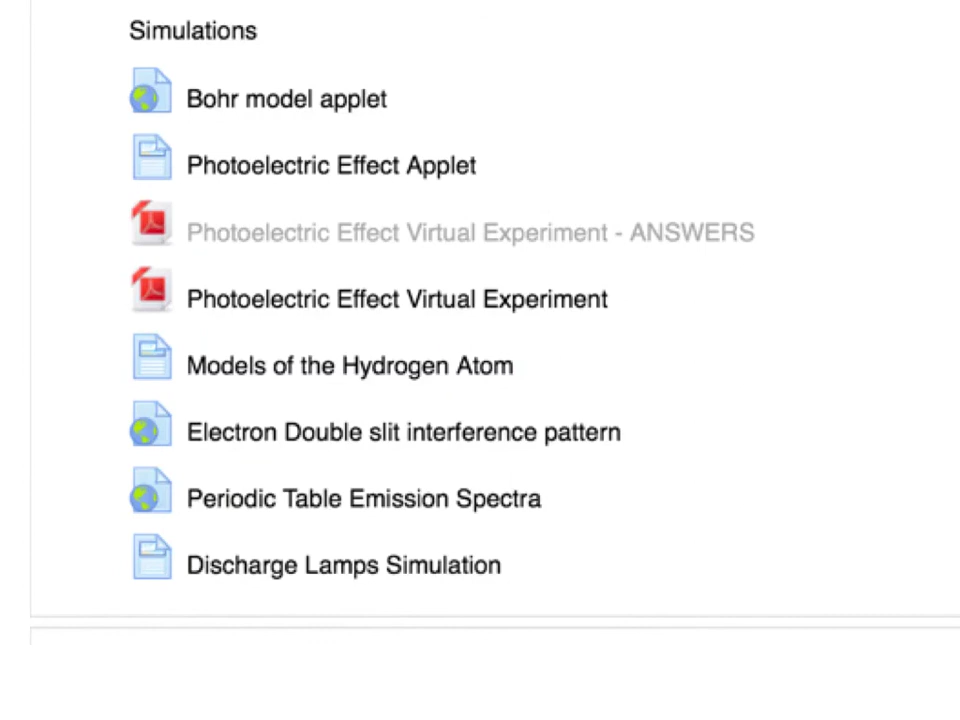 Simulations
Bohr model applet
Photoelectric Effect Applet
Photoelectric Effect Virtual Experiment - ANSWERS
Photoelectric Effect Virtual Experiment
Models of the Hydrogen Atom
Electron Double slit interference pattern
Periodic Table Emission Spectra
Discharge Lamps Simulation